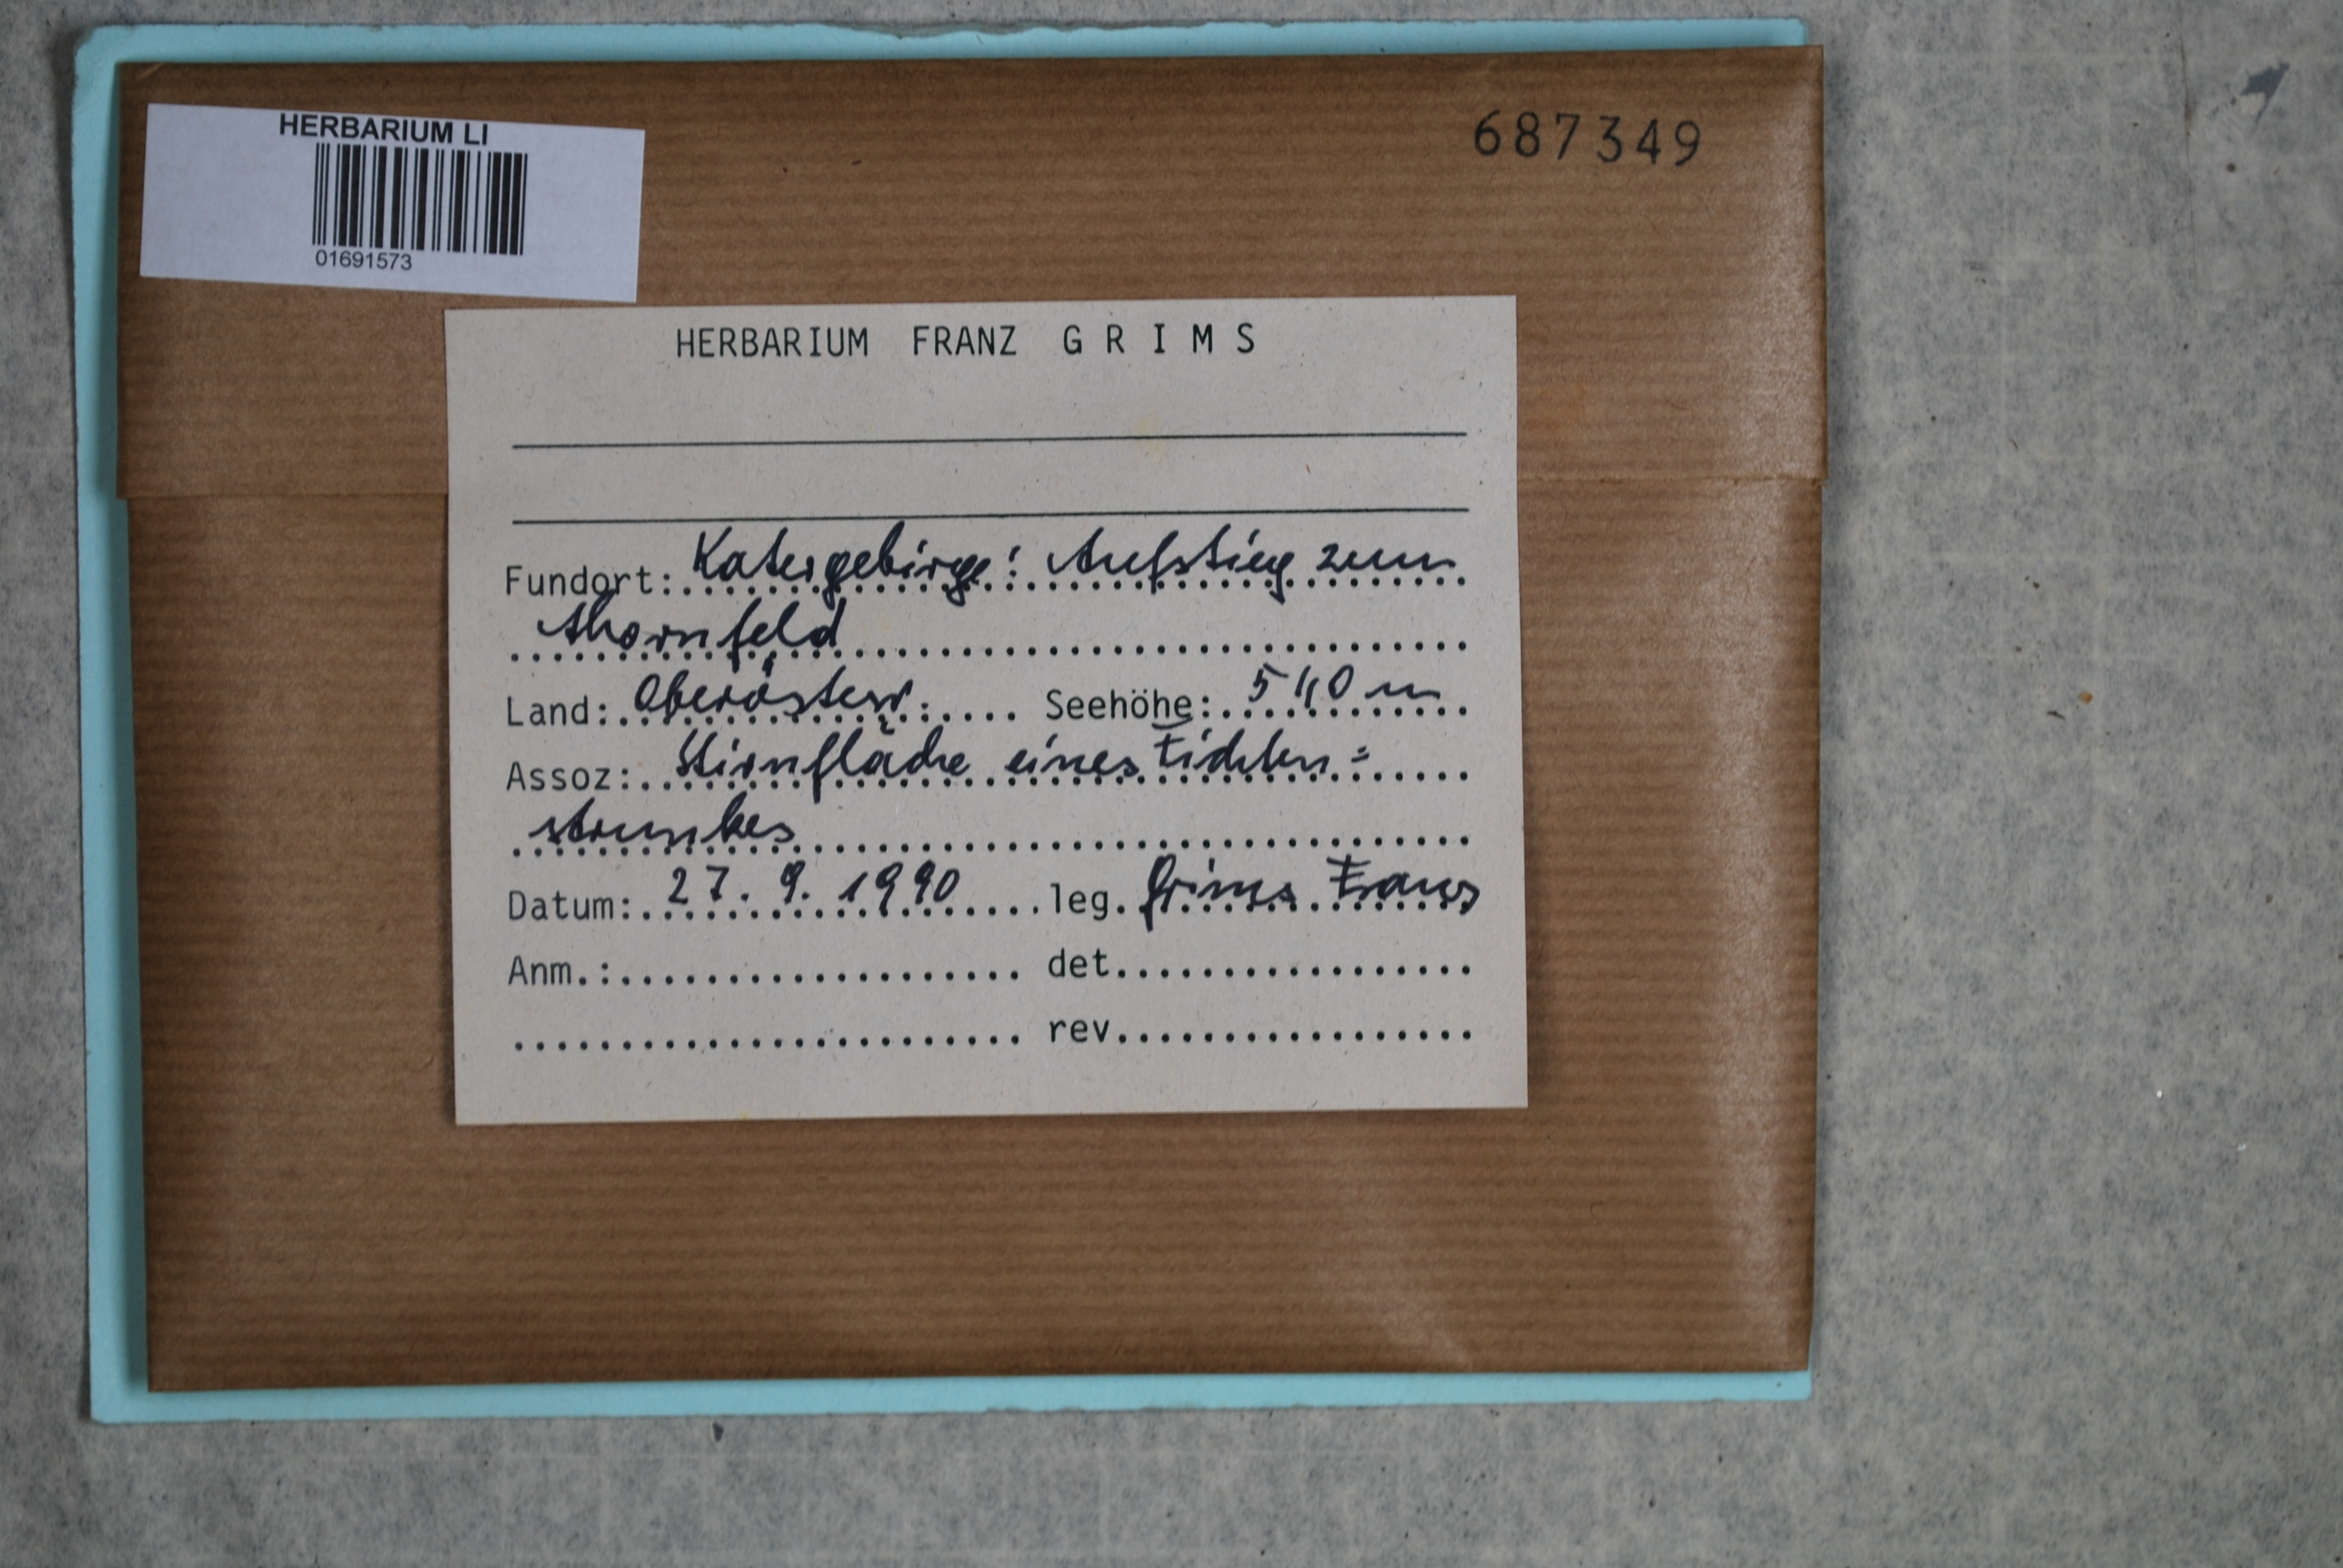 HERBARIUM LI
01691573
687349
HERBARIUM FRANZ GRIMS
Fundort: Katergebirge: Aufstieg zum
Ahornfeld
Land: Oberösterr. Seehöhe: 540 m
Assoz: Stirnfläche eines Fichten=
strunkes
Datum: 27. 9. 1990 leg. Grims Franz
Anm.: det.
rev.